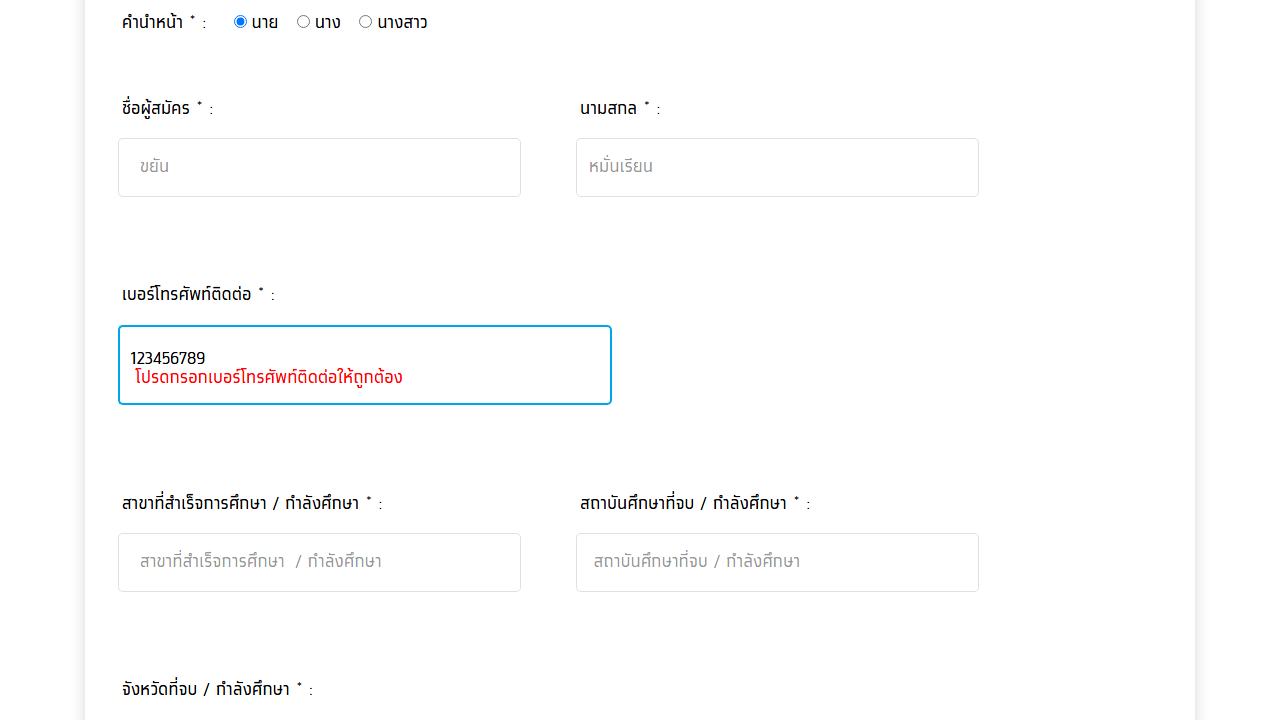 คำนำหน้า * : นาย นาง นางสาว
ชื่อผู้สมัคร * : นามสกล * :
ขยัน หมั่นเรียน
เบอร์โทรศัพท์ติดต่อ * :
123456789
โปรดกรอกเบอร์โทรศัพท์ติดต่อให้ถูกต้อง
สาขาที่สำเร็จการศึกษา / กำลังศึกษา * : สถาบันศึกษาที่จบ / กำลังศึกษา * :
สาขาที่สำเร็จการศึกษา / กำลังศึกษา สถาบันศึกษาที่จบ / กำลังศึกษา
จังหวัดที่จบ / กำลังศึกษา * :